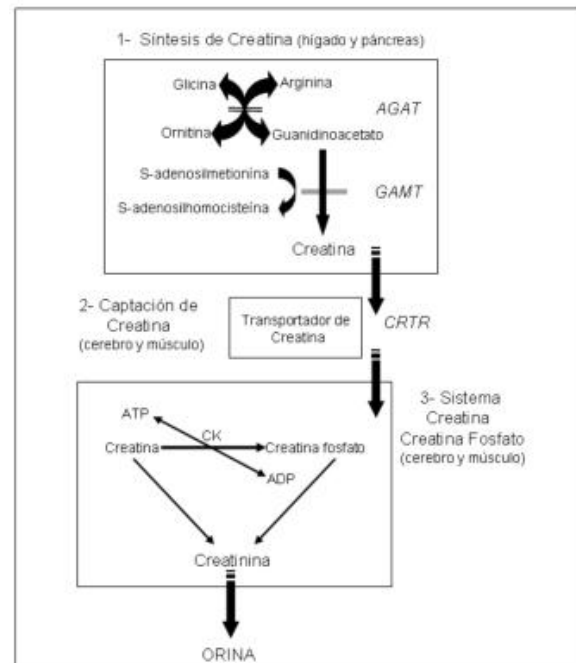 1- Síntesis de Creatina (hígado y páncreas)
Glicina
Arginina
AGAT
Ornitina
Guanidinoacetato
S-adenosilmetionína
GAMT
S-adenosilhomocisteína
Creatina
2- Captación de
Creatina
(cerebro y músculo)
Transportador de
Creatina
CRTR
3- Sistema
Creatina
Creatina Fosfato
(cerebro y músculo)
ATP
CK
Creatina
Creatina fosfato
ADP
Creatinina
ORINA